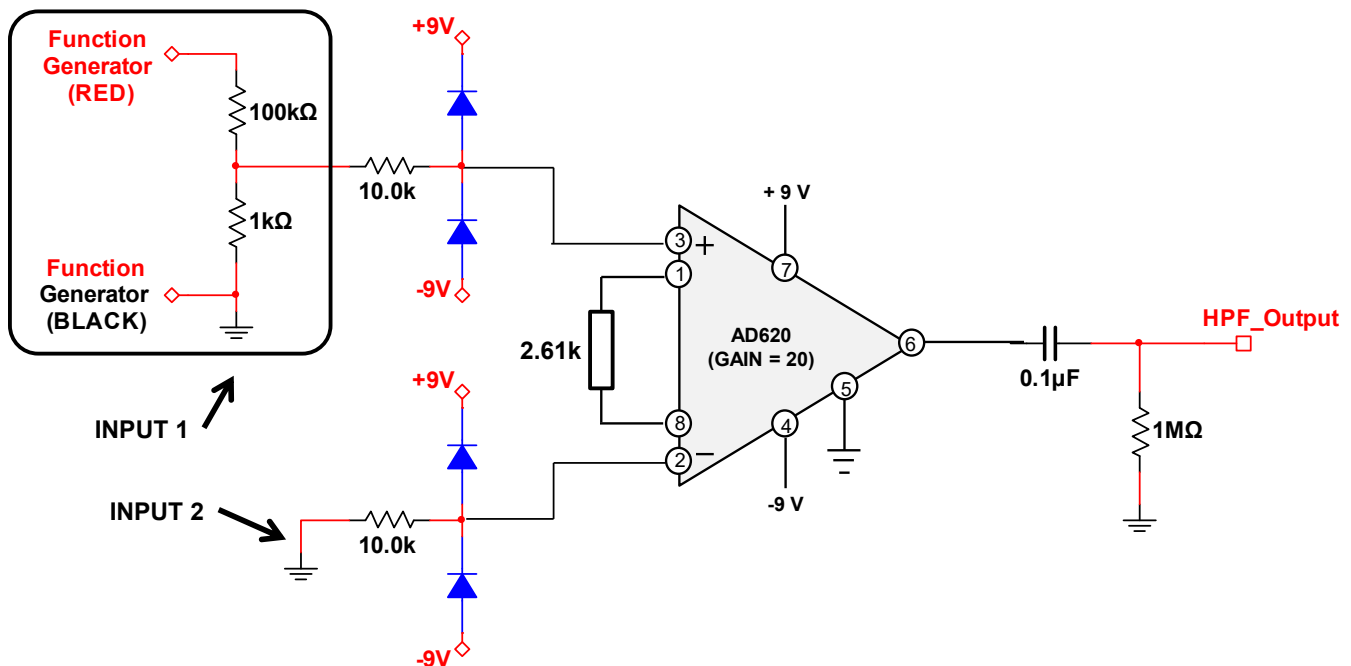 Function
Generator
(RED)
100kΩ
1kΩ
Function
Generator
(BLACK)
INPUT 1
+9V
10.0k
-9V
+ 9 V
3
+
1
7
2.61k
AD620
(GAIN = 20)
6
5
8
4
2
−
-9 V
0.1µF
HPF_Output
1MΩ
+9V
INPUT 2
10.0k
-9V